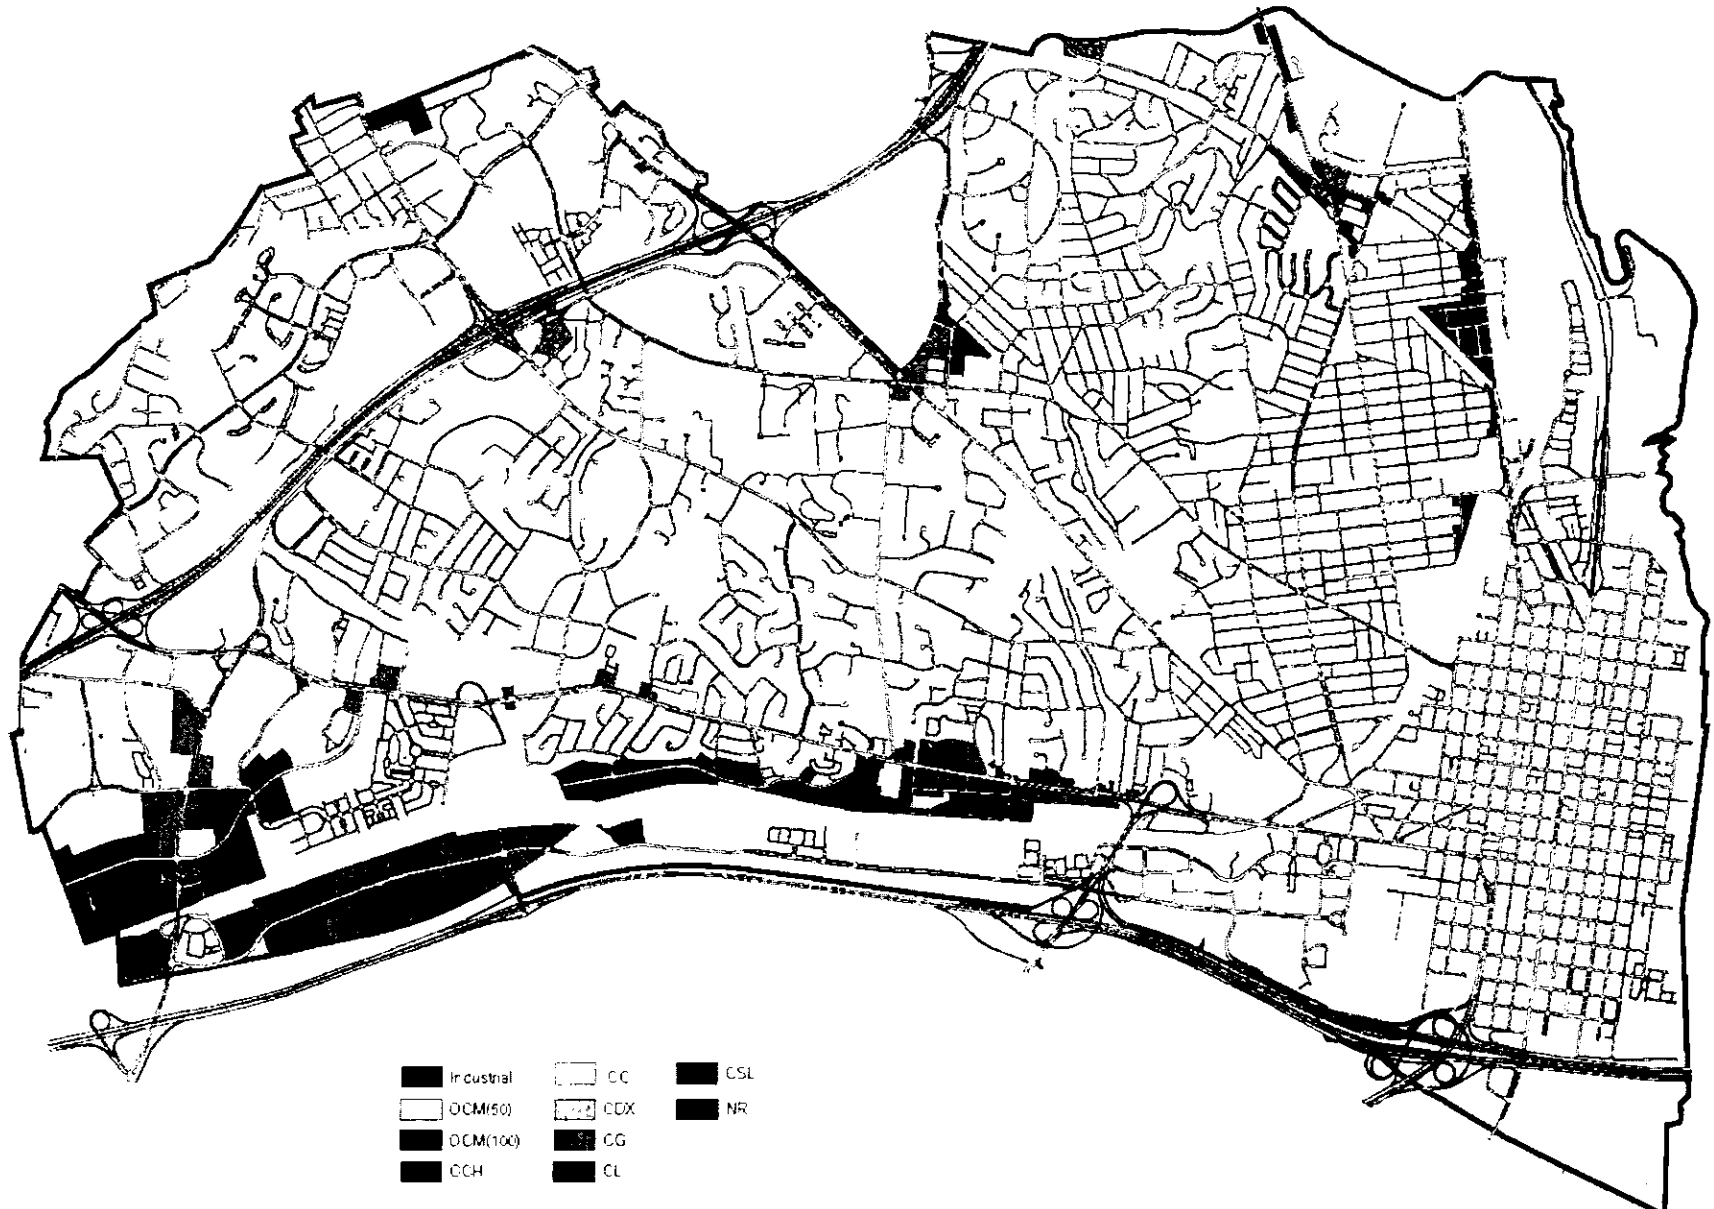 Industrial
OCM(50)
OCM(100)
OCH
CC
CDX
CG
CL
CSL
NR